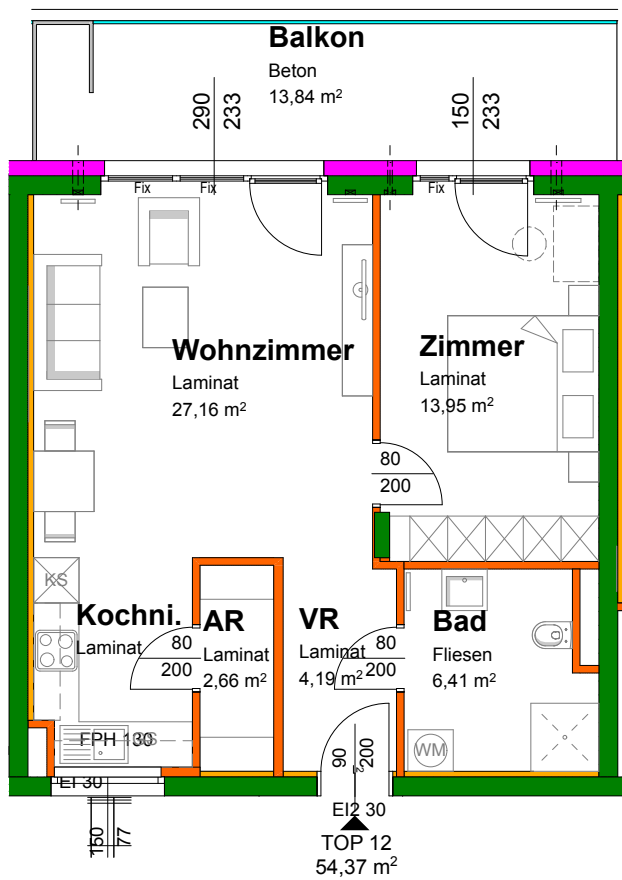 Balkon
Beton
13,84 m²
290
233
150
233
Fix
Fix
Fix
Wohnzimmer
Laminat
27,16 m²
Zimmer
Laminat
13,95 m²
80
200
KS
Kochni.
Laminat
80
200
AR
Laminat
2,66 m²
VR
Laminat
4,19 m²
80
200
Bad
Fliesen
6,41 m²
FPH 130
GS
WM
EI 30
90
200
EI2 30
150
77
TOP 12
54,37 m²